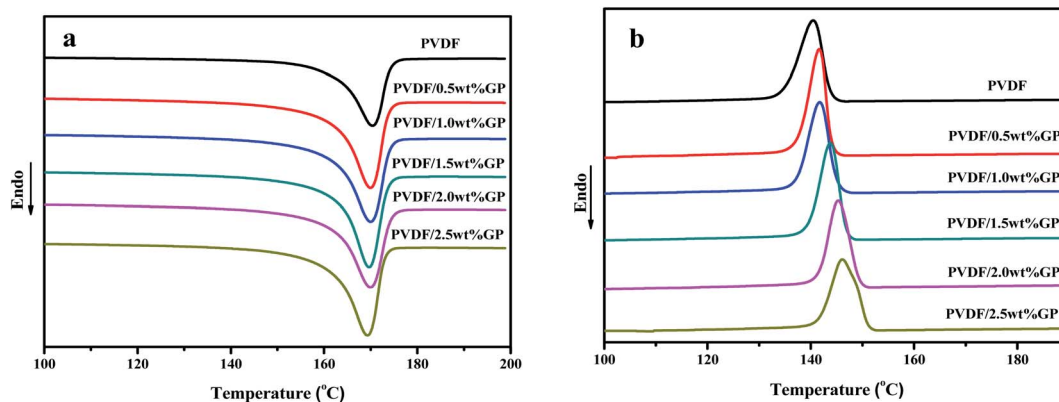 a
PVDF
PVDF/0.5wt%GP
PVDF/1.0wt%GP
PVDF/1.5wt%GP
PVDF/2.0wt%GP
PVDF/2.5wt%GP
Endo
100 120 140 160 180 200
Temperature (°C)
b
PVDF
PVDF/0.5wt%GP
PVDF/1.0wt%GP
PVDF/1.5wt%GP
PVDF/2.0wt%GP
PVDF/2.5wt%GP
Endo
100 120 140 160 180
Temperature (°C)